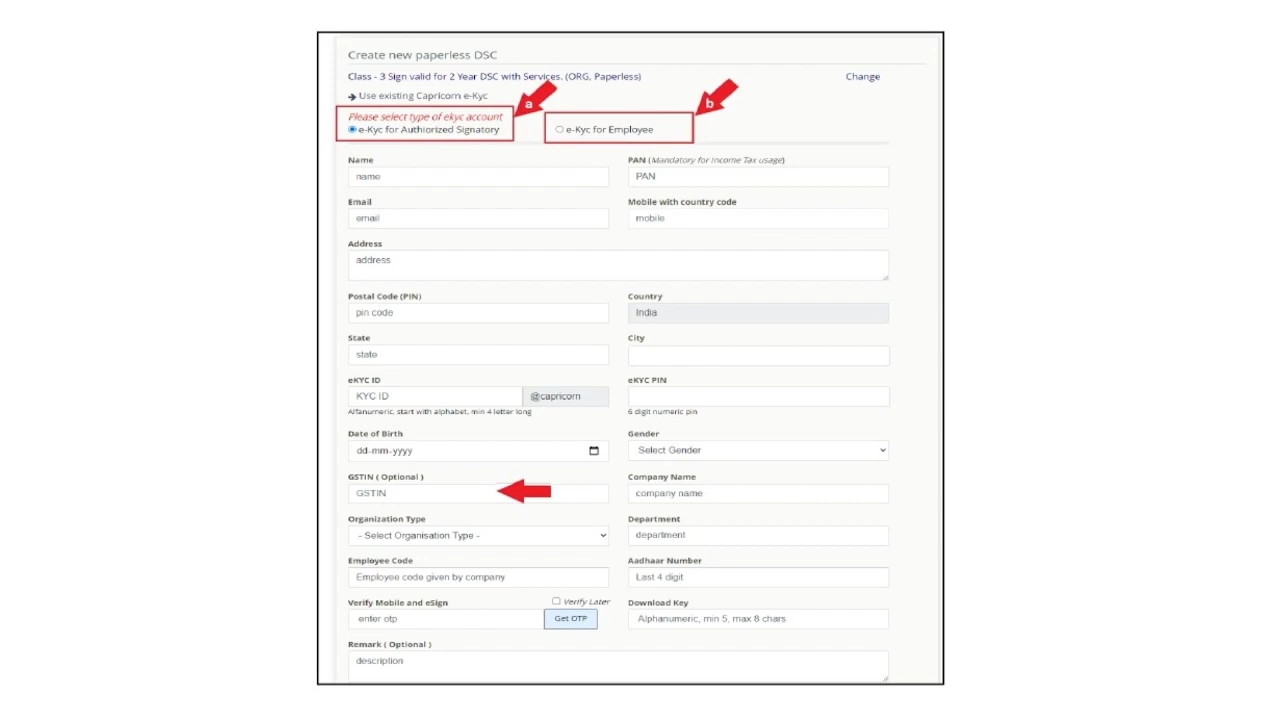 Create new paperless DSC
Class - 3 Sign valid for 2 Year DSC with Services. (ORG, Paperless) Change
Use existing Capricorn e-Kyc
a b
Please select type of ekyc account
e-Kyc for Authiorized Signatory e-Kyc for Employee
Name PAN (Mandatory for Income Tax usage)
name PAN
Email Mobile with country code
email mobile
Address
address
Postal Code (PIN) Country
pin code India
State City
state
eKYC ID eKYC PIN
KYC ID @capricorn
Alfanumeric, start with alphabet, min 4 letter long 6 digit numeric pin
Date of Birth Gender
dd-mm-yyyy Select Gender
GSTIN ( Optional ) Company Name
GSTIN company name
Organization Type Department
- Select Organisation Type - department
Employee Code Aadhaar Number
Employee code given by company Last 4 digit
Verify Mobile and eSign Verify Later Download Key
enter otp Get OTP Alphanumeric, min 5, max 8 chars
Remark ( Optional )
description